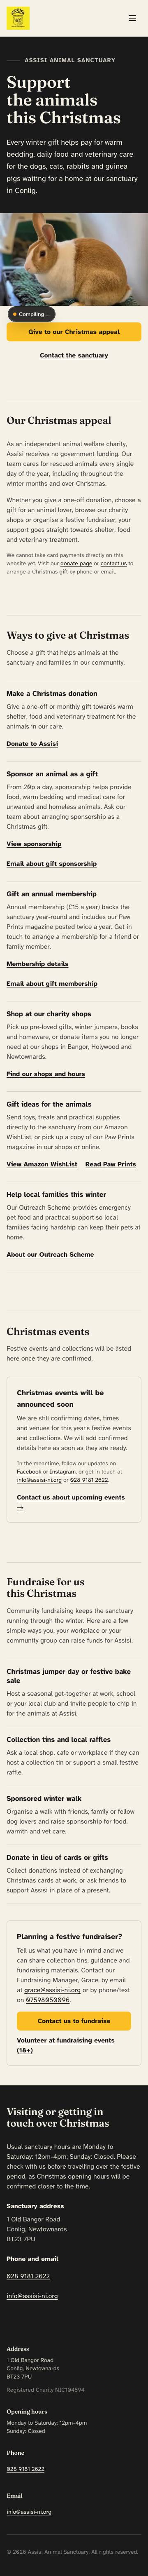 ASSISI ANIMAL SANCTUARY
Support
the animals
this Christmas
Every winter gift helps pay for warm
bedding, daily food and veterinary care
for the dogs, cats, rabbits and guinea
pigs waiting for a home at our sanctuary
in Conlig.
Compiling ...
Give to our Christmas appeal
Contact the sanctuary
Our Christmas appeal
As an independent animal welfare charity,
Assisi receives no government funding. Our
team cares for rescued animals every single
day of the year, including throughout the
winter months and over Christmas.
Whether you give a one-off donation, choose a
gift for an animal lover, browse our charity
shops or organise a festive fundraiser, your
support goes straight towards shelter, food
and veterinary treatment.
We cannot take card payments directly on this
website yet. Visit our donate page or contact us to
arrange a Christmas gift by phone or email.
Ways to give at Christmas
Choose a gift that helps animals at the
sanctuary and families in our community.
Make a Christmas donation
Give a one-off or monthly gift towards warm
shelter, food and veterinary treatment for the
animals in our care.
Donate to Assisi
Sponsor an animal as a gift
From 20p a day, sponsorship helps provide
food, warm bedding and medical care for
unwanted and homeless animals. Ask our
team about arranging sponsorship as a
Christmas gift.
View sponsorship
Email about gift sponsorship
Gift an annual membership
Annual membership (£15 a year) backs the
sanctuary year-round and includes our Paw
Prints magazine posted twice a year. Get in
touch to arrange a membership for a friend or
family member.
Membership details
Email about gift membership
Shop at our charity shops
Pick up pre-loved gifts, winter jumpers, books
and homeware, or donate items you no longer
need at our shops in Bangor, Holywood and
Newtownards.
Find our shops and hours
Gift ideas for the animals
Send toys, treats and practical supplies
directly to the sanctuary from our Amazon
WishList, or pick up a copy of our Paw Prints
magazine in our shops or online.
View Amazon WishList Read Paw Prints
Help local families this winter
Our Outreach Scheme provides emergency
pet food and practical support so local
families facing hardship can keep their pets at
home.
About our Outreach Scheme
Christmas events
Festive events and collections will be listed
here once they are confirmed.
Christmas events will be
announced soon
We are still confirming dates, times
and venues for this year's festive events
and collections. We will add confirmed
details here as soon as they are ready.
In the meantime, follow our updates on
Facebook or Instagram, or get in touch at
info@assisi-ni.org or 028 9181 2622.
Contact us about upcoming events
→
Fundraise for us
this Christmas
Community fundraising keeps the sanctuary
running through the winter. Here are a few
simple ways you, your workplace or your
community group can raise funds for Assisi.
Christmas jumper day or festive bake
sale
Host a seasonal get-together at work, school
or your local club and invite people to chip in
for the animals at Assisi.
Collection tins and local raffles
Ask a local shop, cafe or workplace if they can
host a collection tin or support a small festive
raffle.
Sponsored winter walk
Organise a walk with friends, family or fellow
dog lovers and raise sponsorship for food,
warmth and vet care.
Donate in lieu of cards or gifts
Collect donations instead of exchanging
Christmas cards at work, or ask friends to
support Assisi in place of a present.
Planning a festive fundraiser?
Tell us what you have in mind and we
can share collection tins, guidance and
fundraising materials. Contact our
Fundraising Manager, Grace, by email
at grace@assisi-ni.org or by phone/text
on 07598050096.
Contact us to fundraise
Volunteer at fundraising events
(18+)
Visiting or getting in
touch over Christmas
Usual sanctuary hours are Monday to
Saturday: 12pm–4pm; Sunday: Closed. Please
check with us before travelling over the festive
period, as Christmas opening hours will be
confirmed closer to the time.
Sanctuary address
1 Old Bangor Road
Conlig, Newtownards
BT23 7PU
Phone and email
028 9181 2622
info@assisi-ni.org
Address
1 Old Bangor Road
Conlig, Newtownards
BT23 7PU
Registered Charity NIC104594
Opening hours
Monday to Saturday: 12pm–4pm
Sunday: Closed
Phone
028 9181 2622
Email
info@assisi-ni.org
© 2026 Assisi Animal Sanctuary. All rights reserved.